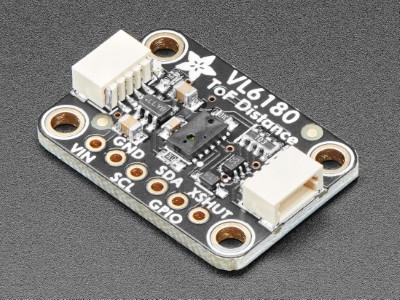 VL6180
ToF Distance
VIN
GND
SCL
SDA
GPIO
XSHUT